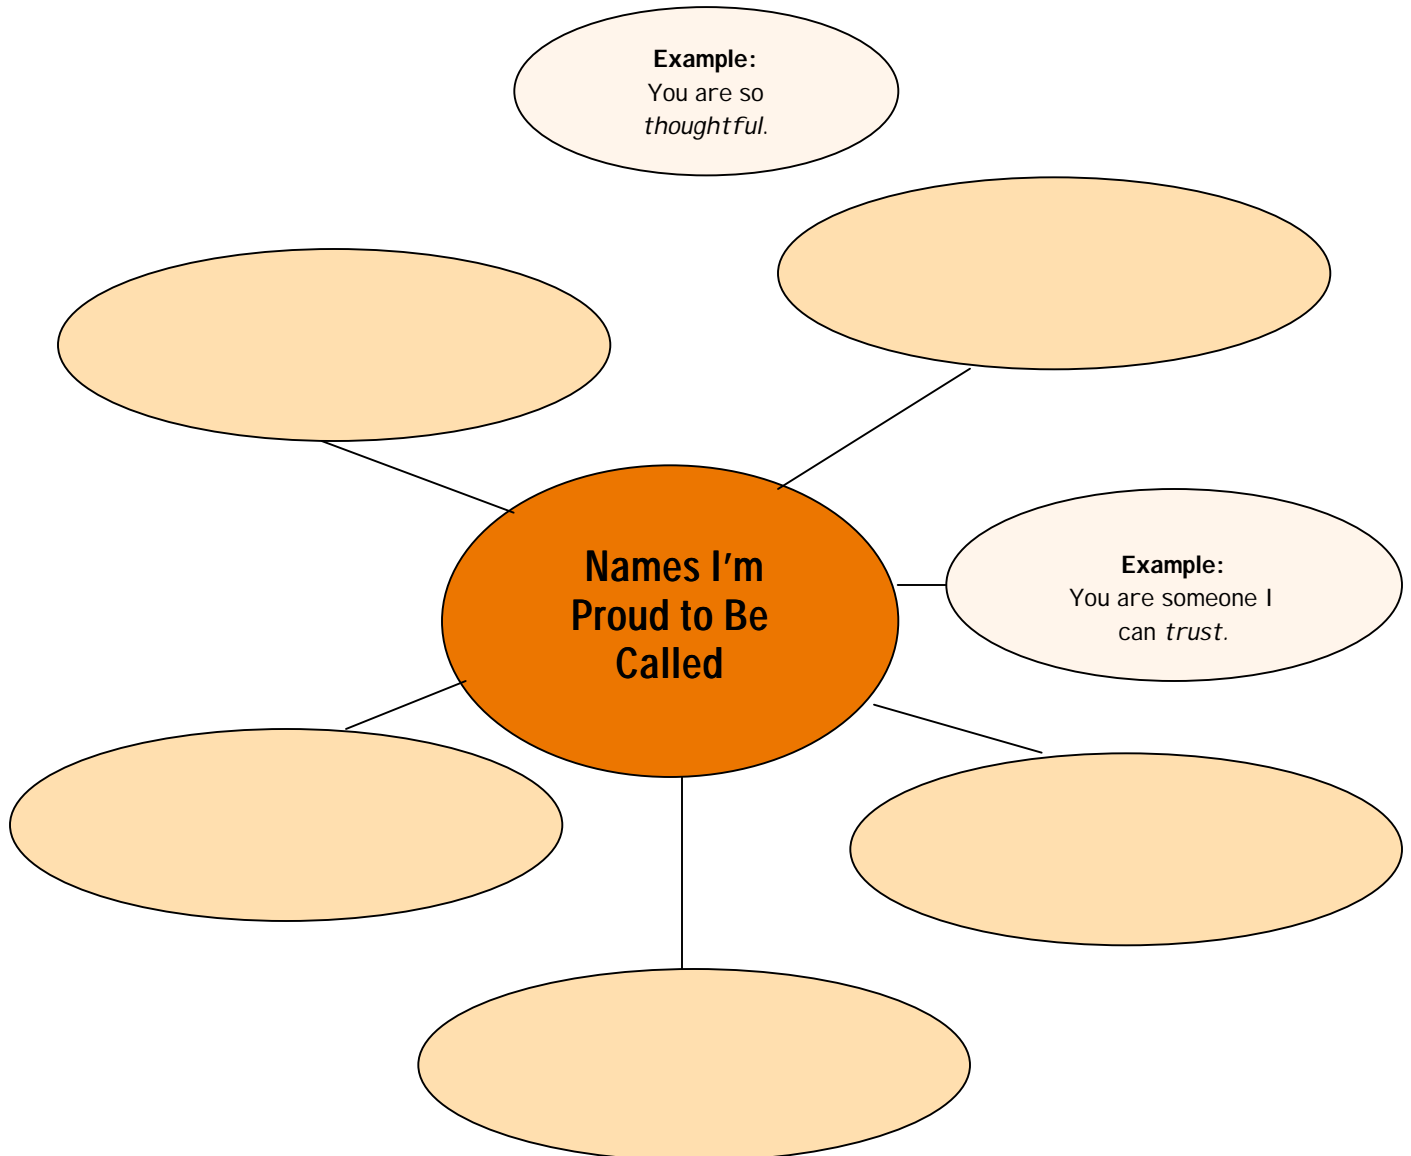 Example:
You are so
thoughtful.
Names I'm
Proud to Be
Called
Example:
You are someone I
can trust.